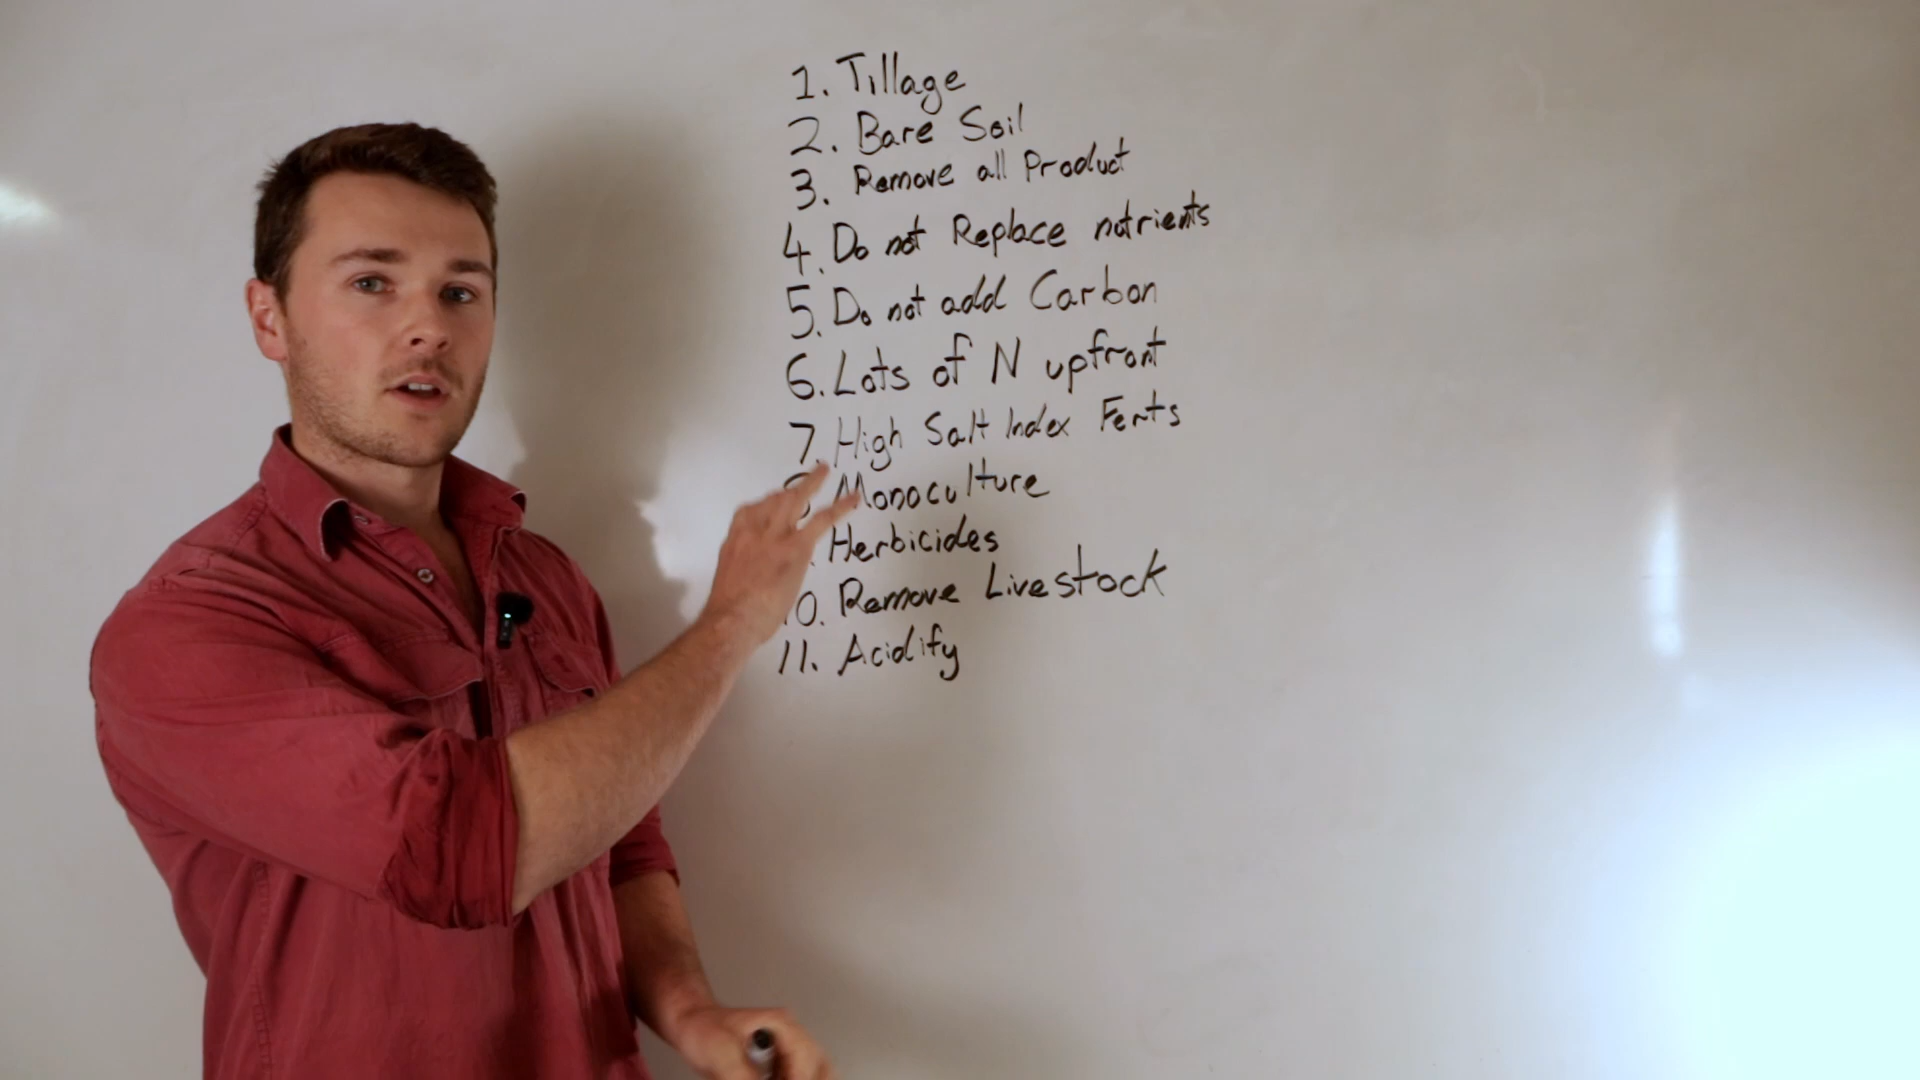 1. Tillage
2. Bare Soil
3. Remove all Product
4. Do not Replace nutrients
5. Do not add Carbon
6. Lots of N upfront
7. High Salt Index Ferts
8 Monoculture
. Herbicides
10. Remove Livestock
11. Acidify